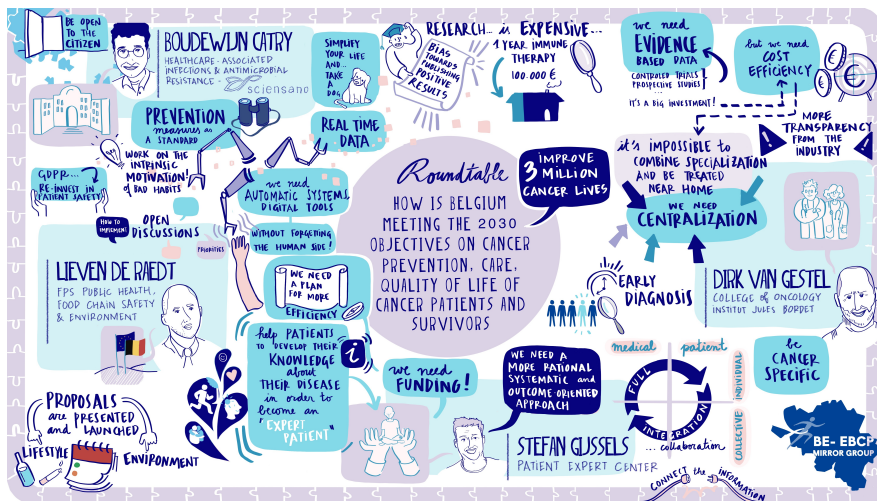 BE OPEN
TO THE
CITIZEN
BOUDEWIJN CATRY
HEALTHCARE-ASSOCIATED
INFECTIONS & ANTIMICROBIAL
RESISTANCE -
sciensano
SIMPLIFY
YOUR LIFE
AND...
TAKE
A DOG
RESEARCH... is EXPENSIVE...
BIAS
TOWARDS
PUBLISHING
POSITIVE
RESULTS
1 YEAR IMMUNE
THERAPY
100.000 €
we need
EVIDENCE
BASED DATA
CONTROLED TRIALS
PROSPECTIVE STUDIES
...
IT'S A BIG INVESTMENT!
but we need
COST
EFFICIENCY
€
€
MORE
TRANSPARENCY
FROM THE
INDUSTRY
PREVENTION
measures as
A STANDARD
REAL TIME
DATA
WORK ON THE
INTRINSIC
MOTIVATION!
of BAD HABITS
GDPR...
RE-INVEST IN
PATIENT SAFETY
HOW TO
IMPLEMENT?
OPEN
DISCUSSIONS
PRIORITIES
we need
AUTOMATIC SYSTEMS,
DIGITAL TOOLS
WITHOUT FORGETTING
THE HUMAN SIDE!
Roundtable
HOW IS BELGIUM
MEETING THE 2030
OBJECTIVES ON CANCER
PREVENTION, CARE,
QUALITY OF LIFE OF
CANCER PATIENTS AND
SURVIVORS
IMPROVE
3 MILLION
CANCER LIVES
it's IMPOSSIBLE to
COMBINE SPECIALIZATION
AND BE TREATED
NEAR HOME
WE NEED
CENTRALIZATION
LIEVEN DE RAEDT
FPS PUBLIC HEALTH,
FOOD CHAIN SAFETY
& ENVIRONMENT
WE NEED
A PLAN
FOR MORE
EFFICIENCY
EARLY
DIAGNOSIS
DIRK VAN GESTEL
COLLEGE of ONCOLOGY
INSTITUT JULES BORDET
help PATIENTS
to DEVELOP THEIR
KNOWLEDGE
about
THEIR DISEASE
in order to
become an
"EXPERT
PATIENT"
i
we need
FUNDING!
WE NEED A
MORE RATIONAL
SYSTEMATIC and
OUTCOME-ORIENTED
APPROACH
medical
patient
FULL
INTEGRATION
INDIVIDUAL
COLLECTIVE
... collaboration
be
CANCER
SPECIFIC
PROPOSALS
are PRESENTED
and LAUNCHED
LIFESTYLE
ENVIRONMENT
STEFAN GIJSSELS
PATIENT EXPERT CENTER
CONNECT the INFORMATION
BE- EBCP
MIRROR GROUP